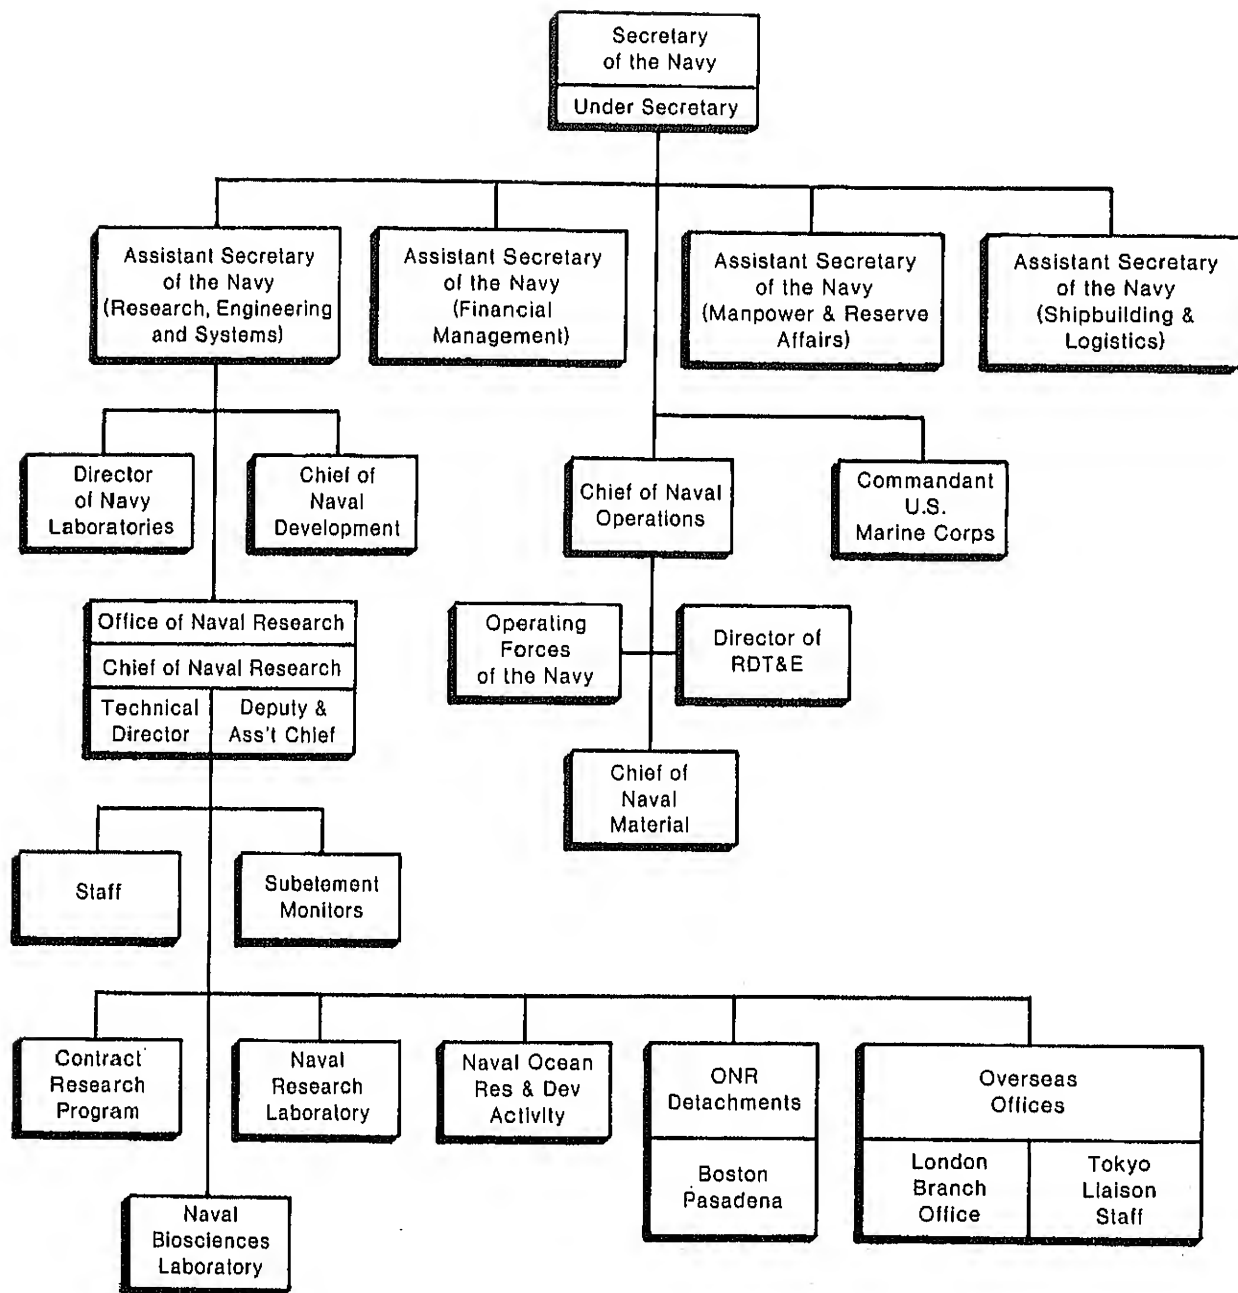 Secretary
of the Navy
Under Secretary
Assistant Secretary
of the Navy
(Research, Engineering
and Systems)
Assistant Secretary
of the Navy
(Financial
Management)
Assistant Secretary
of the Navy
(Manpower & Reserve
Affairs)
Assistant Secretary
of the Navy
(Shipbuilding &
Logistics)
Director
of Navy
Laboratories
Chief of
Naval
Development
Chief of Naval
Operations
Commandant
U.S.
Marine Corps
Office of Naval Research
Chief of Naval Research
Technical
Director
Deputy &
Ass't Chief
Operating
Forces
of the Navy
Director of
RDT&E
Chief of
Naval
Material
Staff
Subetement
Monitors
Contract
Research
Program
Naval
Research
Laboratory
Naval Ocean
Res & Dev
Activity
ONR
Detachments
Boston
Pasadena
Overseas
Offices
London
Branch
Office
Tokyo
Liaison
Staff
Naval
Biosciences
Laboratory